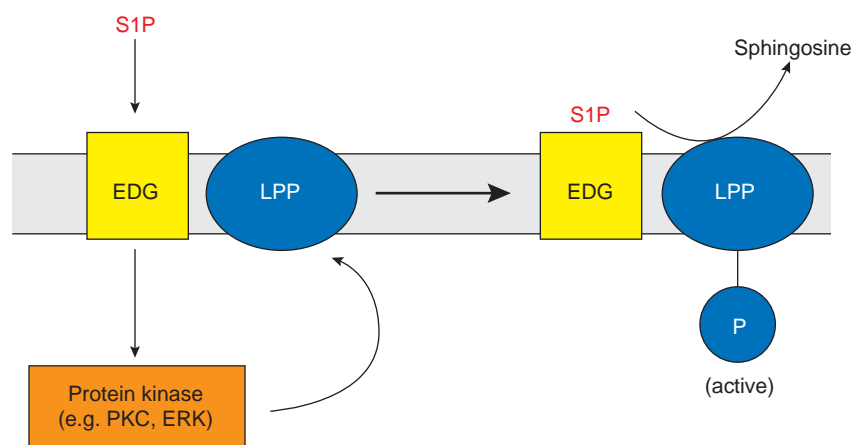 S1P
EDG
LPP
Protein kinase
(e.g. PKC, ERK)
Sphingosine
S1P
EDG
LPP
P
(active)